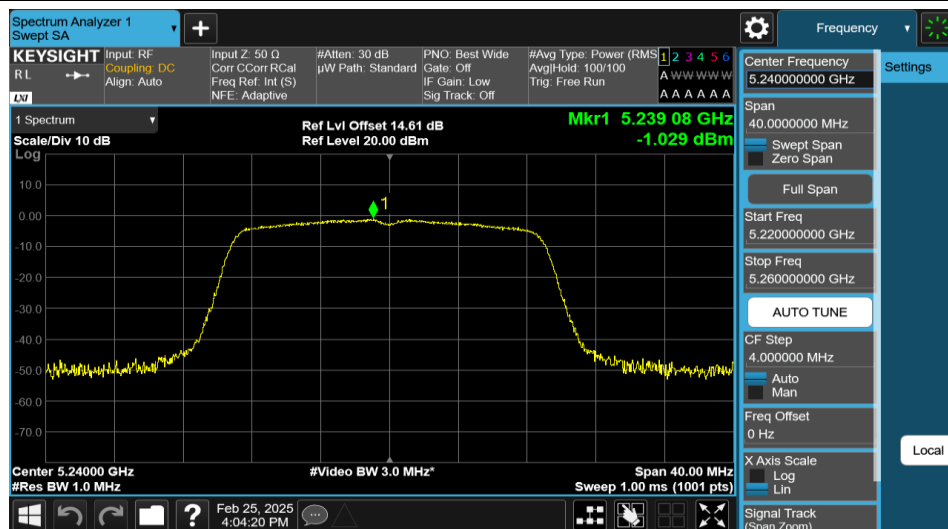 Spectrum Analyzer 1
Swept SA
+
Frequency
KEYSIGHT
R L
LXI
Input: RF
Coupling: DC
Align: Auto
Input Z: 50 Ω
Corr CCorr RCal
Freq Ref: Int (S)
NFE: Adaptive
#Atten: 30 dB
µW Path: Standard
PNO: Best Wide
Gate: Off
IF Gain: Low
Sig Track: Off
#Avg Type: Power (RMS
Avg|Hold: 100/100
Trig: Free Run
1 2 3 4 5 6
A W W W W W
A A A A A A
1 Spectrum
Scale/Div 10 dB
Log
Ref Lvl Offset 14.61 dB
Ref Level 20.00 dBm
Mkr1 5.239 08 GHz
-1.029 dBm
1
10.0
0.00
-10.0
-20.0
-30.0
-40.0
-50.0
-60.0
-70.0
Center 5.24000 GHz
#Res BW 1.0 MHz
#Video BW 3.0 MHz*
Span 40.00 MHz
Sweep 1.00 ms (1001 pts)
Center Frequency
5.240000000 GHz
Span
40.0000000 MHz
Swept Span
Zero Span
Full Span
Start Freq
5.220000000 GHz
Stop Freq
5.260000000 GHz
AUTO TUNE
CF Step
4.000000 MHz
Auto
Man
Freq Offset
0 Hz
X Axis Scale
Log
Lin
Signal Track
(Span Zoom)
Settings
Local
?
Feb 25, 2025
4:04:20 PM